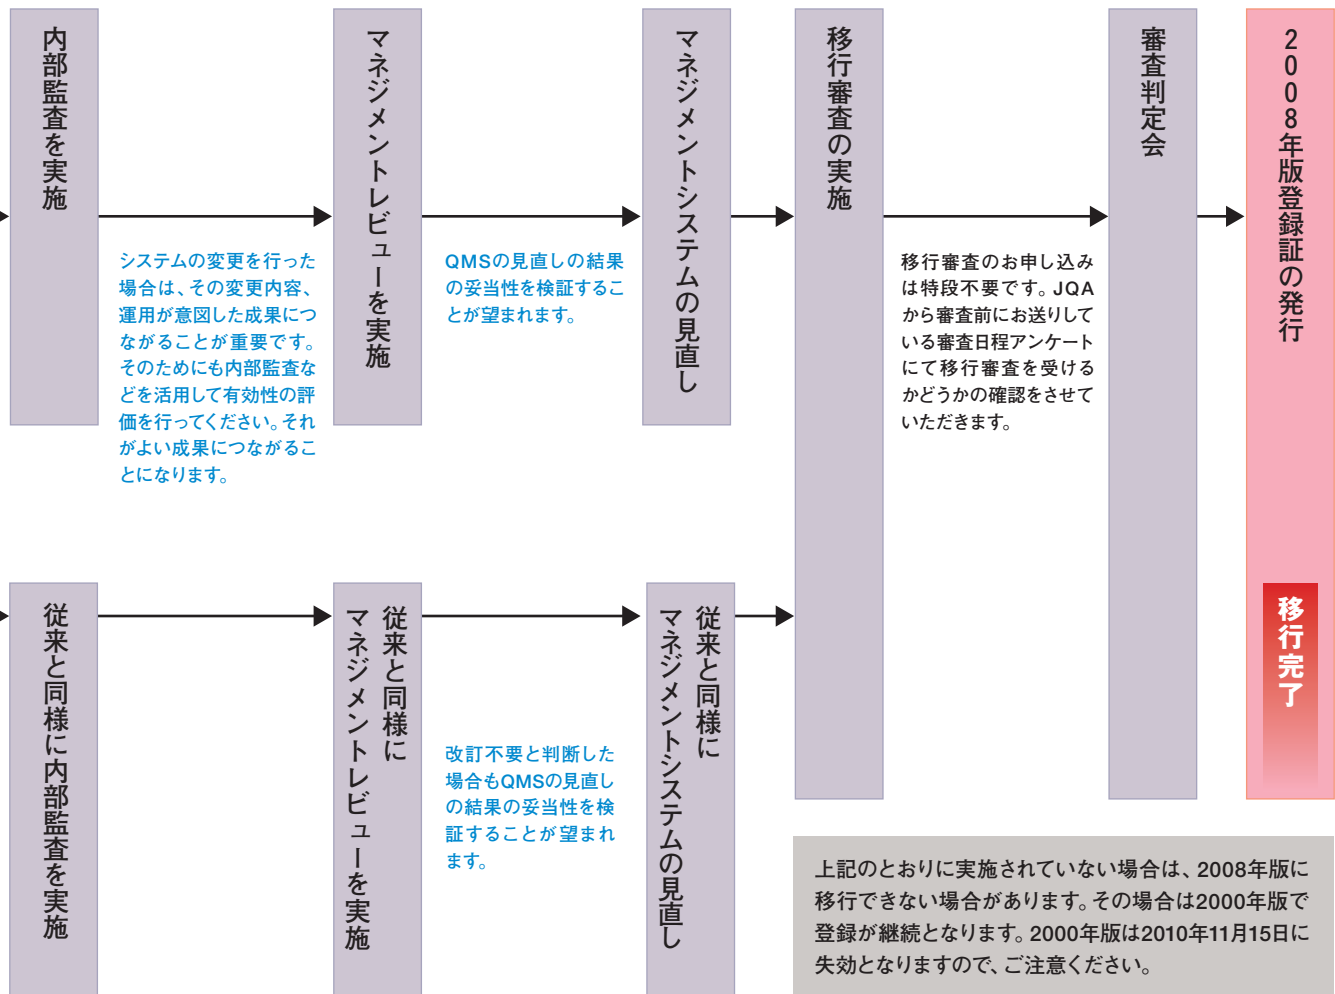 内部監査を実施
システムの変更を行った
場合は、その変更内容、
運用が意図した成果につ
ながることが重要です。
そのためにも内部監査な
どを活用して有効性の評
価を行ってください。それ
がよい成果につながるこ
とになります。
マネジメントレビューを実施
QMSの見直しの結果
の妥当性を検証するこ
とが望まれます。
マネジメントシステムの見直し
移行審査の実施
移行審査のお申し込み
は特段不要です。JQA
から審査前にお送りして
いる審査日程アンケート
にて移行審査を受ける
かどうかの確認をさせて
いただきます。
審査判定会
2008年版登録証の発行
移行完了
従来と同様に内部監査を実施
従来と同様に
マネジメントレビューを実施
改訂不要と判断した
場合もQMSの見直し
の結果の妥当性を検
証することが望まれ
ます。
従来と同様に
マネジメントシステムの見直し
上記のとおりに実施されていない場合は、2008年版に
移行できない場合があります。その場合は2000年版で
登録が継続となります。2000年版は2010年11月15日に
失効となりますので、ご注意ください。